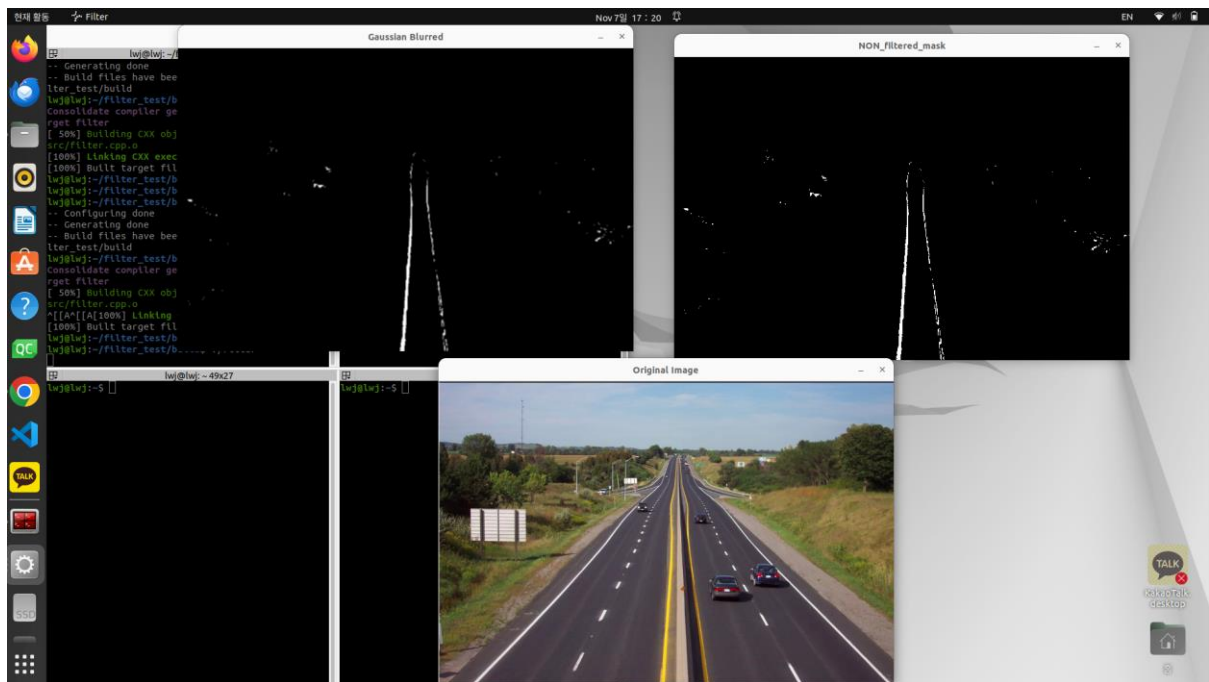 현재 활동 Filter Nov 7일 17 : 20 EN
Gaussian Blurred
NON_filtered_mask
lwj@lwj: ~/
-- Generating done
-- Build files have bee
lter_test/build
lwj@lwj:~/filter_test/b
Consolidate compiler ge
rget filter
[ 50%] Building CXX obj
src/filter.cpp.o
[100%] Linking CXX exec
[100%] Built target fil
lwj@lwj:~/filter_test/b
lwj@lwj:~/filter_test/b
lwj@lwj:~/filter_test/b
-- Configuring done
-- Generating done
-- Build files have bee
lter_test/build
lwj@lwj:~/filter_test/b
Consolidate compiler ge
rget filter
[ 50%] Building CXX obj
src/filter.cpp.o
^[[A^[[A[100%] Linking
[100%] Built target fil
lwj@lwj:~/filter_test/b
lwj@lwj:~/filter_test/b
Original Image
lwj@lwj: ~ 49x27
lwj@lwj:~$
lwj@lwj:~$
QC
TALK
SSD
TALK
KakaoTalk.
desktop